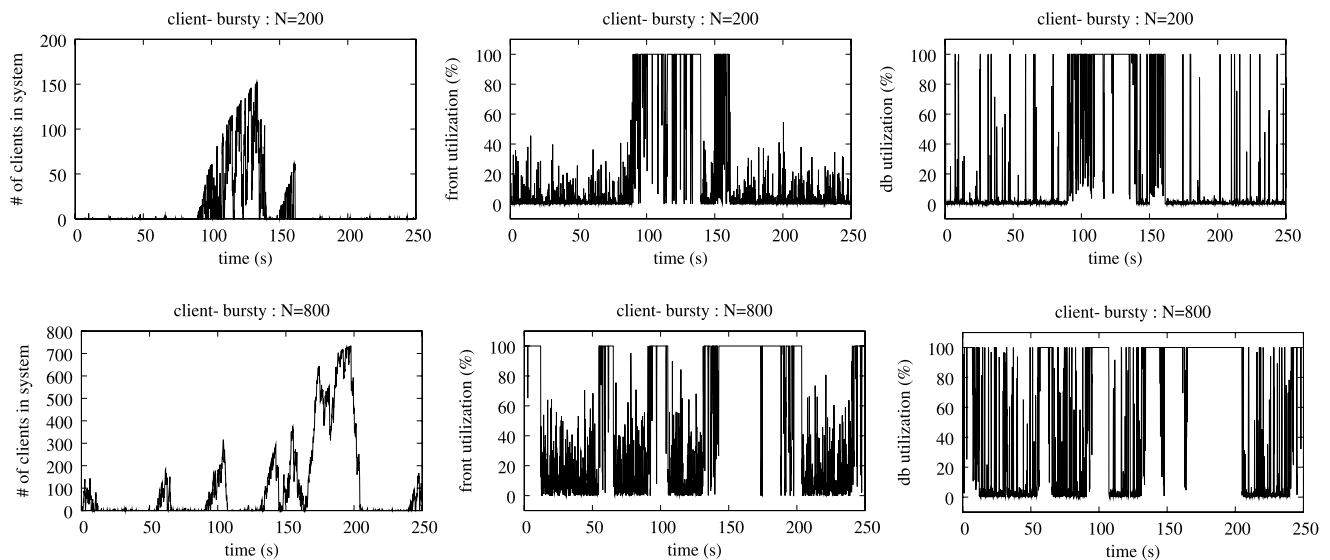 client- bursty : N=200
# of clients in system
200
150
100
50
0
0 50 100 150 200 250
time (s)
client- bursty : N=200
front utilization (%)
100
80
60
40
20
0
0 50 100 150 200 250
time (s)
client- bursty : N=200
db utilization (%)
100
80
60
40
20
0
0 50 100 150 200 250
time (s)
client- bursty : N=800
# of clients in system
800
700
600
500
400
300
200
100
0
0 50 100 150 200 250
time (s)
client- bursty : N=800
front utilization (%)
100
80
60
40
20
0
0 50 100 150 200 250
time (s)
client- bursty : N=800
db utilization (%)
100
80
60
40
20
0
0 50 100 150 200 250
time (s)